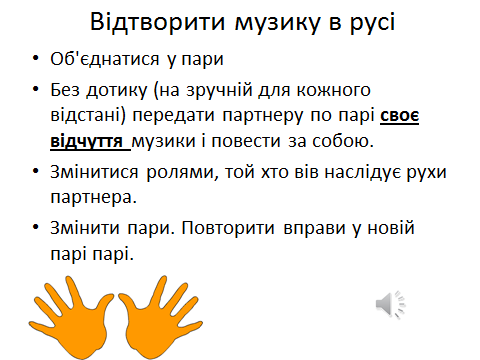 Відтворити музику в русі
• Об'єднатися у пари
• Без дотику (на зручній для кожного
відстані) передати партнеру по парі своє
відчуття музики і повести за собою.
• Змінитися ролями, той хто вів наслідує рухи
партнера.
• Змінити пари. Повторити вправи у новій
парі парі.